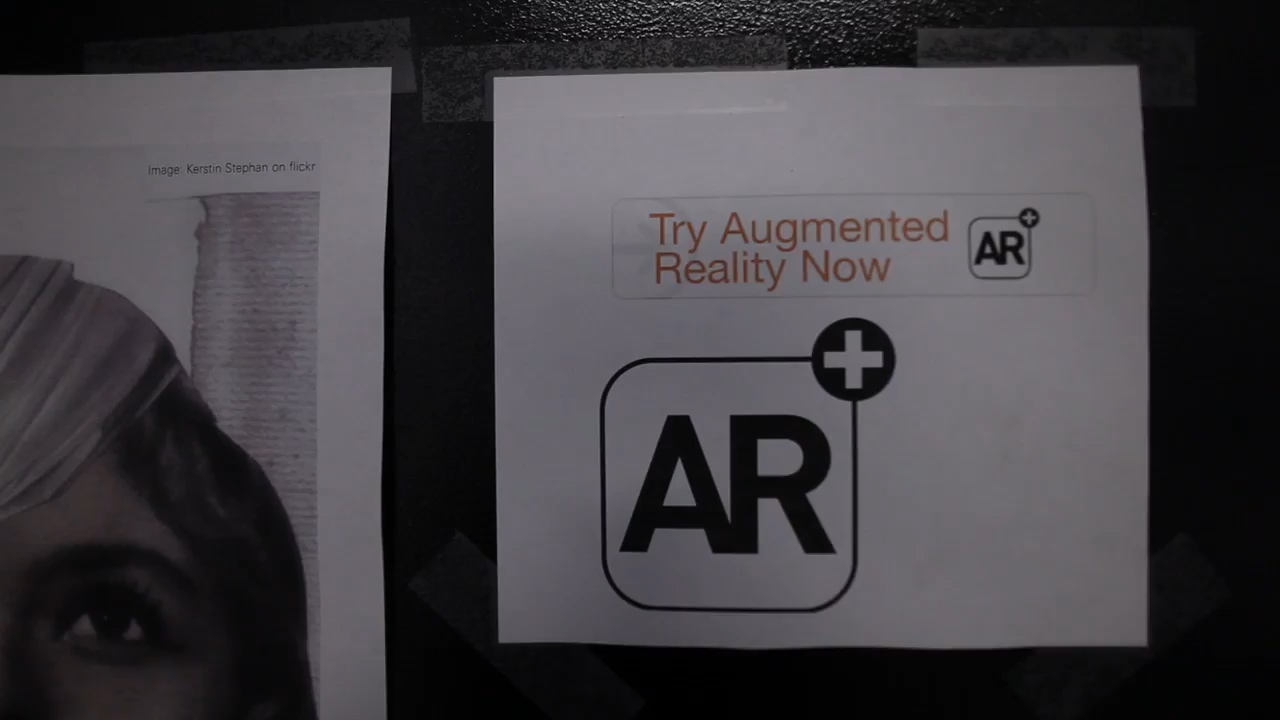 Image: Kerstin Stephan on flickr
Try Augmented
Reality Now
AR+
AR+